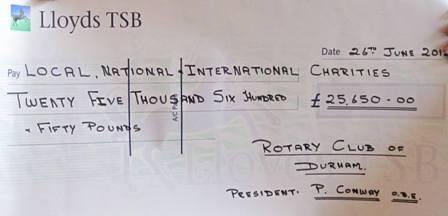 Lloyds TSB
Date 26TH JUNE 201
Pay LOCAL, NATIONAL + INTERNATIONAL CHARITIES
TWENTY FIVE THOUSAND SIX HUNDRED £25,650.00
+ FIFTY POUNDS
ROTARY CLUB OF
DURHAM.
PRESIDENT. P. CONWAY O.B.E.